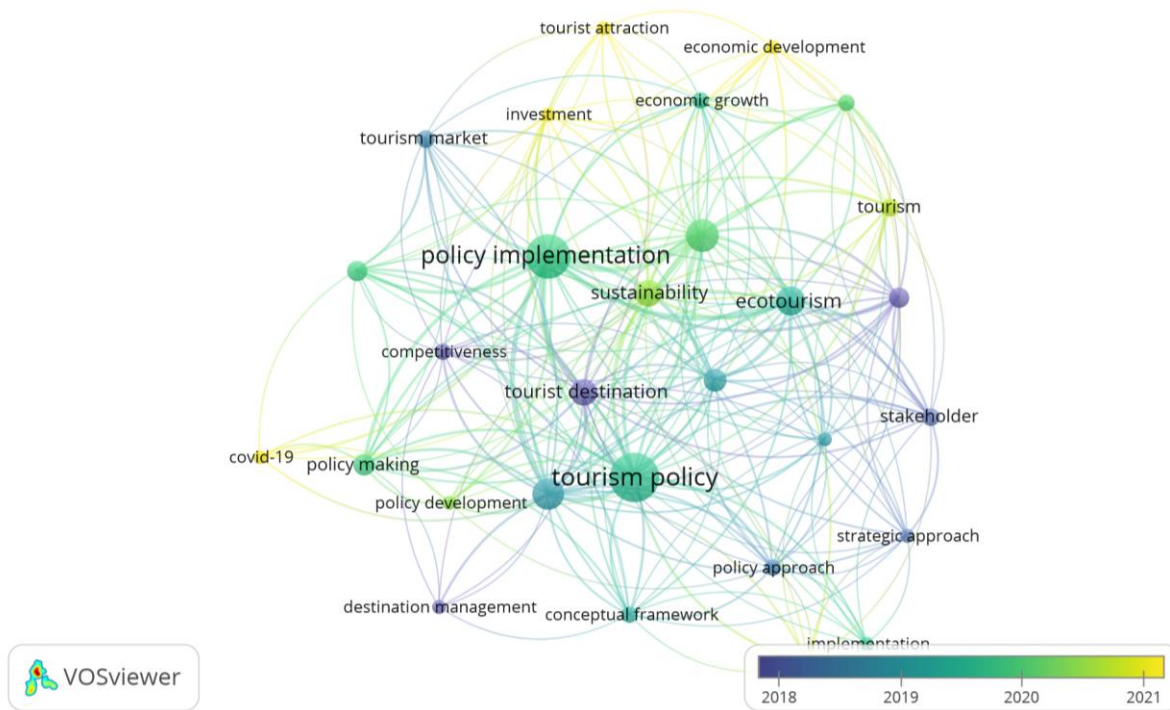 tourist attraction
economic development
economic growth
investment
tourism market
tourism
policy implementation
sustainability
ecotourism
competitiveness
tourist destination
stakeholder
covid-19
policy making
tourism policy
policy development
strategic approach
policy approach
destination management
conceptual framework
implementation
VOSviewer
2018 2019 2020 2021